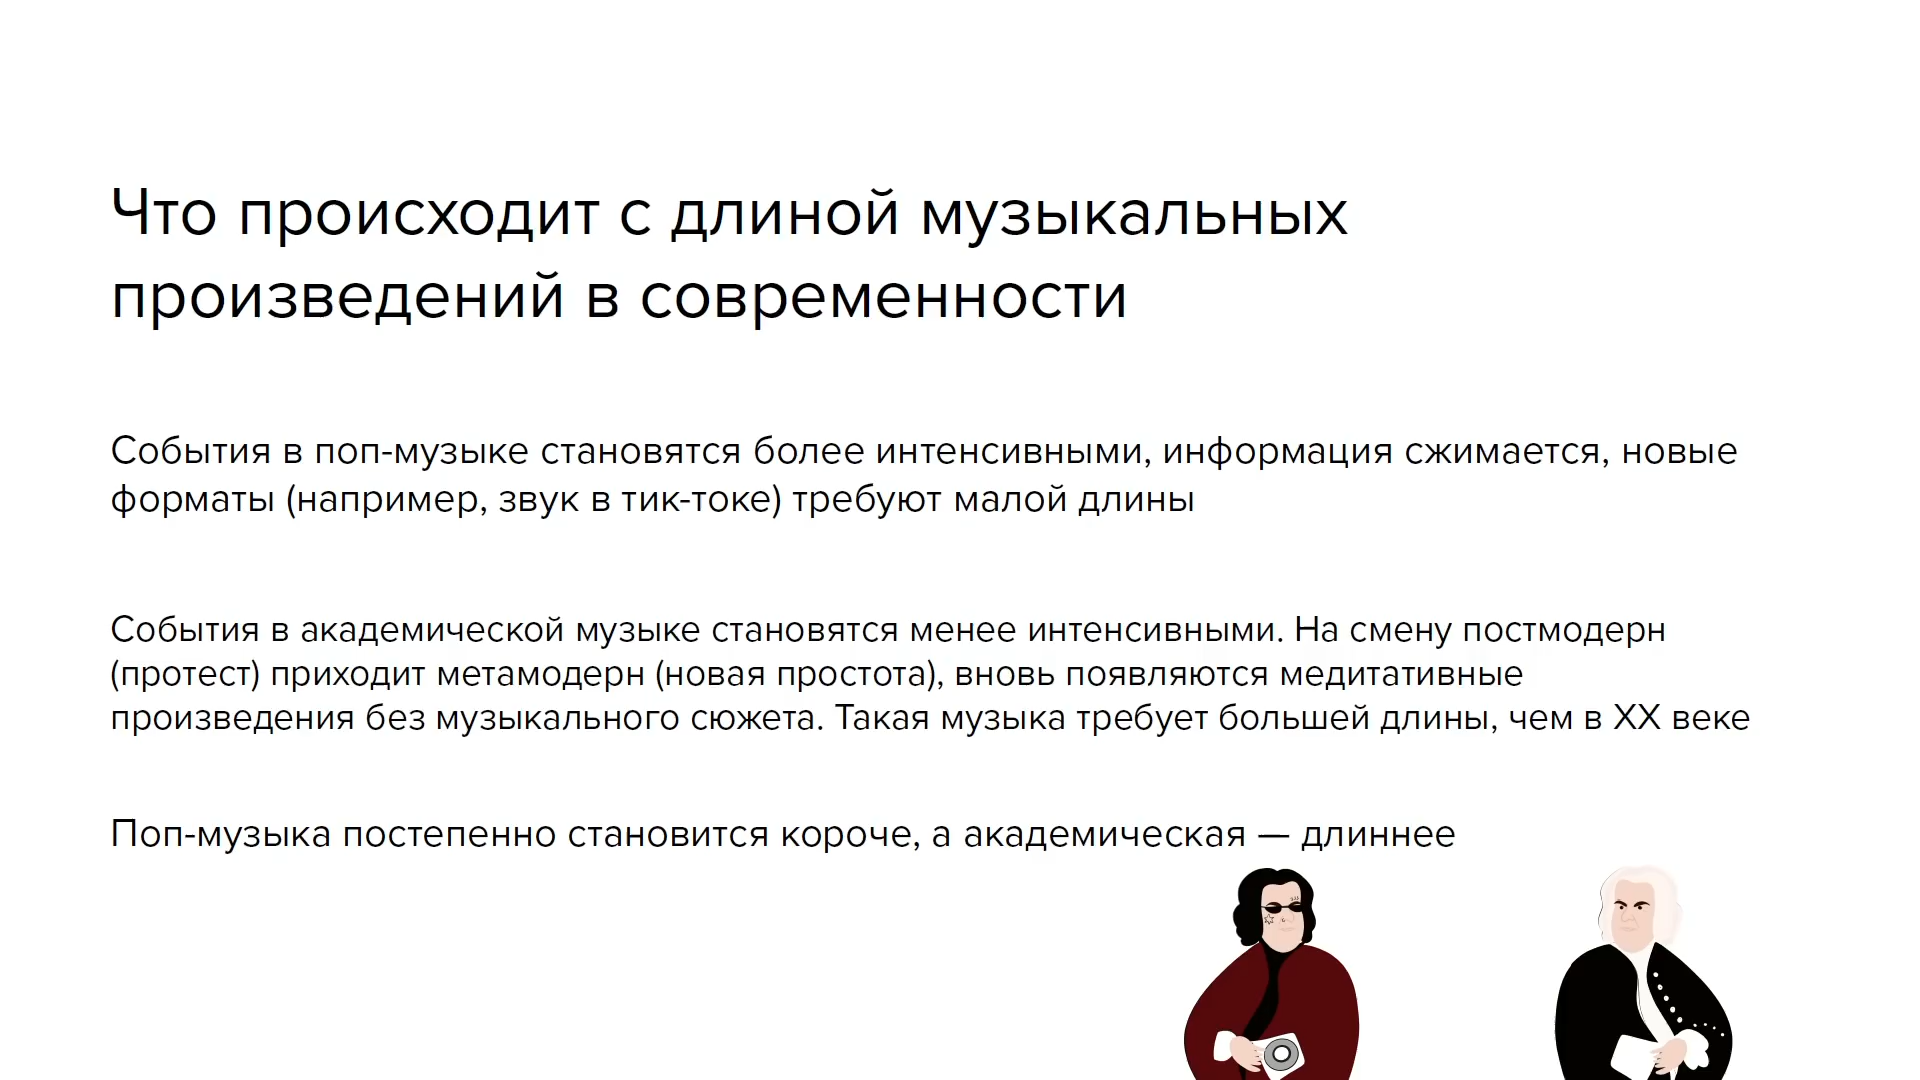 Что происходит с длиной музыкальных
произведений в современности
События в поп-музыке становятся более интенсивными, информация сжимается, новые
форматы (например, звук в тик-токе) требуют малой длины
События в академической музыке становятся менее интенсивными. На смену постмодерн
(протест) приходит метамодерн (новая простота), вновь появляются медитативные
произведения без музыкального сюжета. Такая музыка требует большей длины, чем в XX веке
Поп-музыка постепенно становится короче, а академическая — длиннее